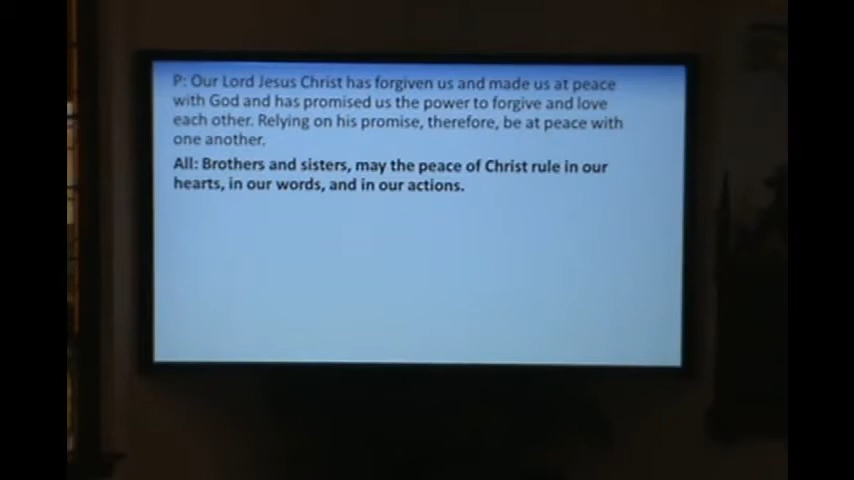 P: Our Lord Jesus Christ has forgiven us and made us at peace
with God and has promised us the power to forgive and love
each other. Relying on his promise, therefore, be at peace with
one another.
All: Brothers and sisters, may the peace of Christ rule in our
hearts, in our words, and in our actions.